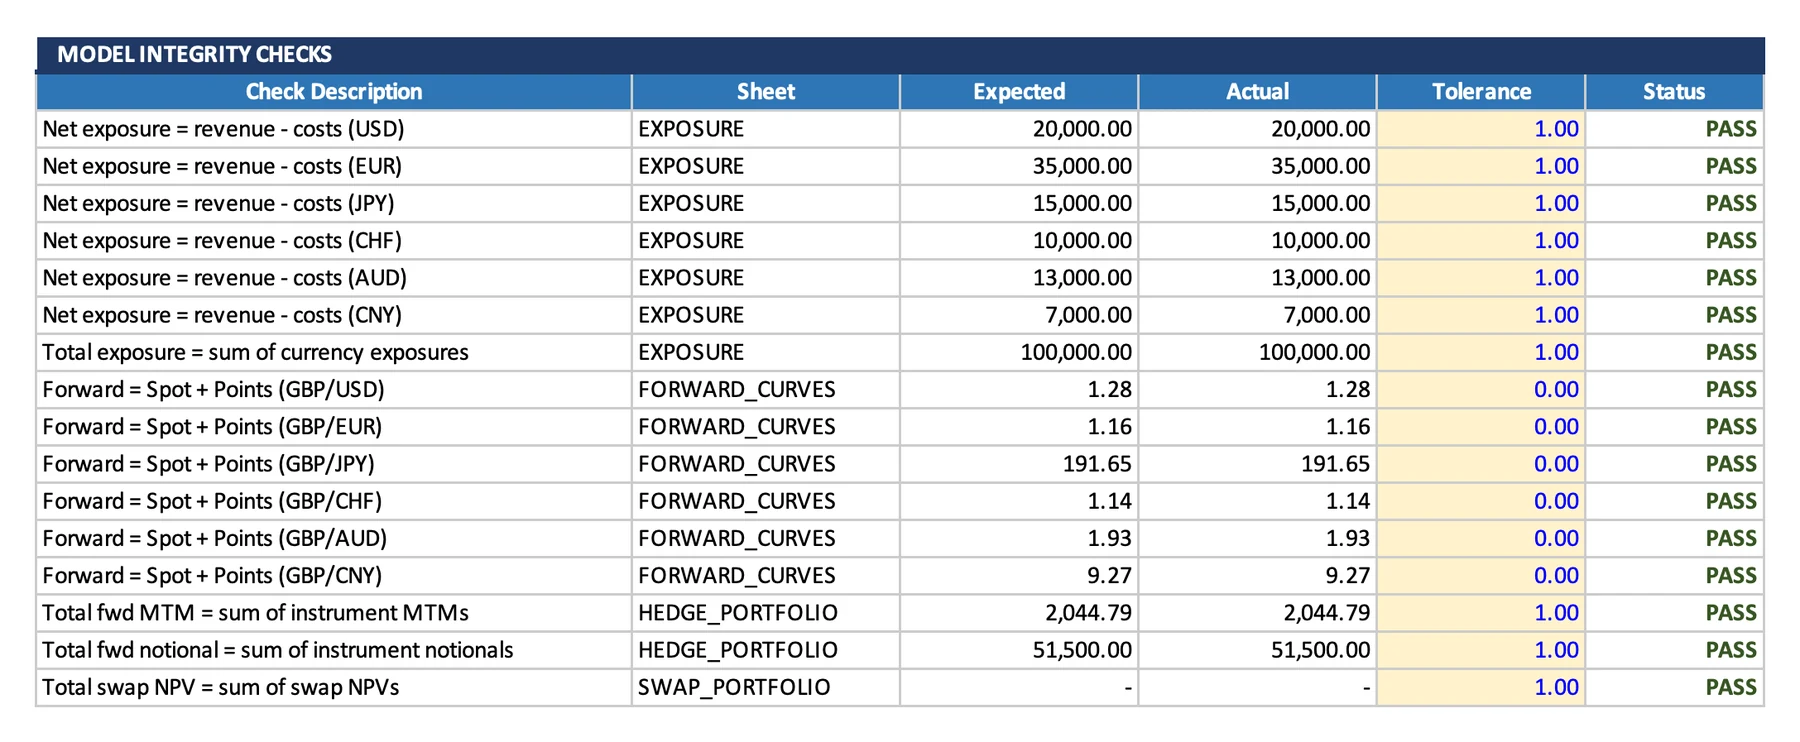 MODEL INTEGRITY CHECKS
Check Description Sheet Expected Actual Tolerance Status
Net exposure = revenue - costs (USD) EXPOSURE 20,000.00 20,000.00 1.00 PASS
Net exposure = revenue - costs (EUR) EXPOSURE 35,000.00 35,000.00 1.00 PASS
Net exposure = revenue - costs (JPY) EXPOSURE 15,000.00 15,000.00 1.00 PASS
Net exposure = revenue - costs (CHF) EXPOSURE 10,000.00 10,000.00 1.00 PASS
Net exposure = revenue - costs (AUD) EXPOSURE 13,000.00 13,000.00 1.00 PASS
Net exposure = revenue - costs (CNY) EXPOSURE 7,000.00 7,000.00 1.00 PASS
Total exposure = sum of currency exposures EXPOSURE 100,000.00 100,000.00 1.00 PASS
Forward = Spot + Points (GBP/USD) FORWARD_CURVES 1.28 1.28 0.00 PASS
Forward = Spot + Points (GBP/EUR) FORWARD_CURVES 1.16 1.16 0.00 PASS
Forward = Spot + Points (GBP/JPY) FORWARD_CURVES 191.65 191.65 0.00 PASS
Forward = Spot + Points (GBP/CHF) FORWARD_CURVES 1.14 1.14 0.00 PASS
Forward = Spot + Points (GBP/AUD) FORWARD_CURVES 1.93 1.93 0.00 PASS
Forward = Spot + Points (GBP/CNY) FORWARD_CURVES 9.27 9.27 0.00 PASS
Total fwd MTM = sum of instrument MTMs HEDGE_PORTFOLIO 2,044.79 2,044.79 1.00 PASS
Total fwd notional = sum of instrument notionals HEDGE_PORTFOLIO 51,500.00 51,500.00 1.00 PASS
Total swap NPV = sum of swap NPVs SWAP_PORTFOLIO - - 1.00 PASS